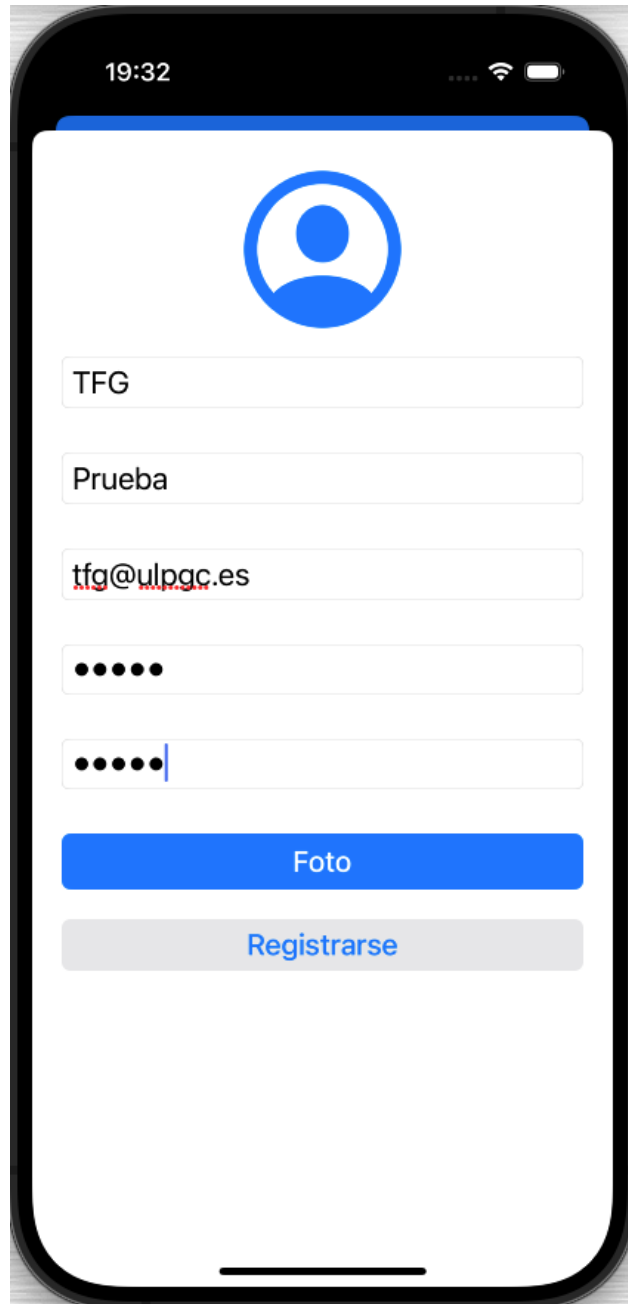 19:32
TFG
Prueba
tfg@ulpgc.es
•••••
•••••
Foto
Registrarse